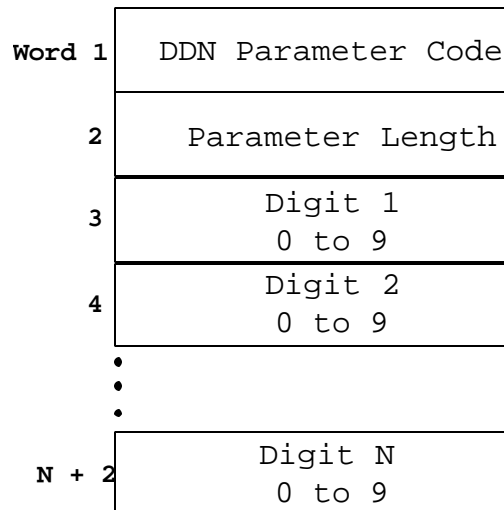 Word 1 DDN Parameter Code
2 Parameter Length
3 Digit 1
0 to 9
4 Digit 2
0 to 9
N + 2 Digit N
0 to 9